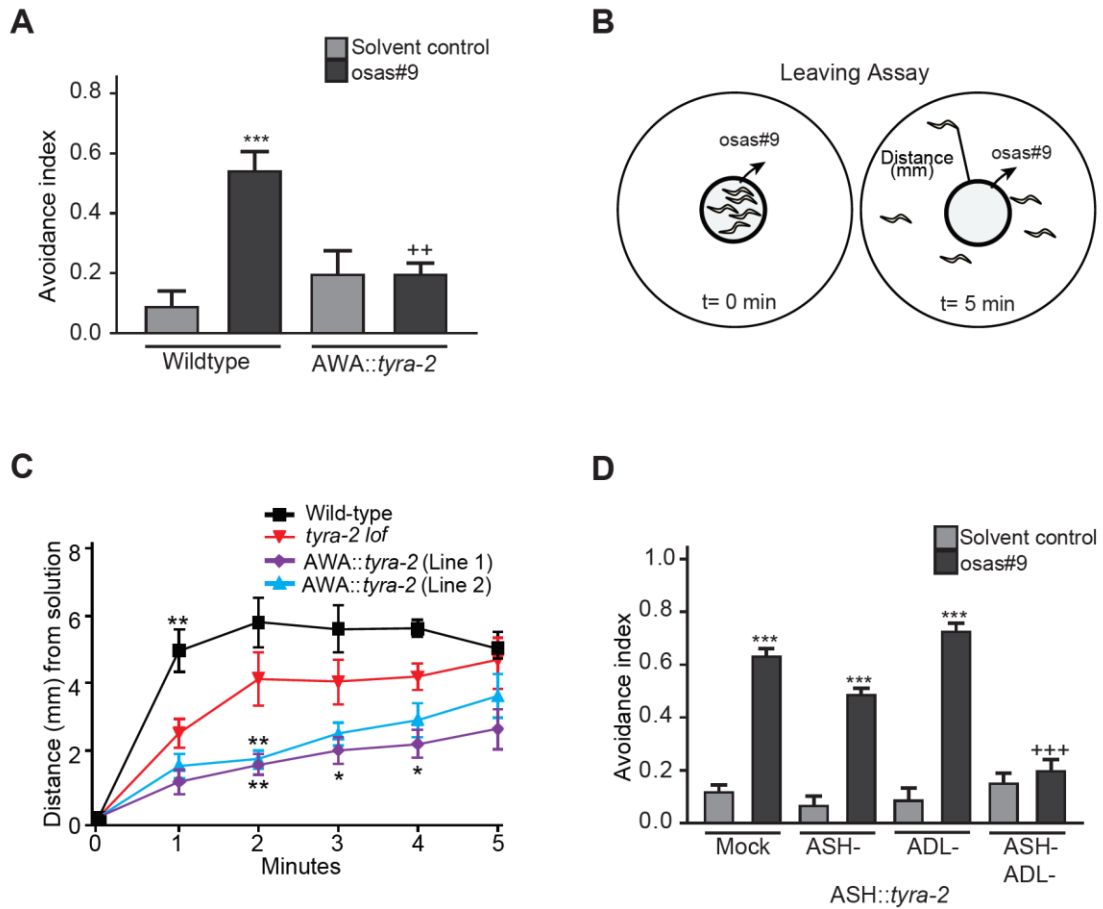 A
Solvent control
osas#9
Avoidance index
0.8
0.6
0.4
0.2
0.0
***
++
Wildtype
AWA::tyra-2
B
Leaving Assay
osas#9
t= 0 min
Distance
(mm)
osas#9
t= 5 min
C
Wild-type
tyra-2 lof
AWA::tyra-2 (Line 1)
AWA::tyra-2 (Line 2)
Distance (mm) from solution
8
6
4
2
0
**
**
**
*
*
0 1 2 3 4 5
Minutes
D
Solvent control
osas#9
Avoidance index
1.0
0.8
0.6
0.4
0.2
0.0
***
***
***
+++
Mock ASH- ADL- ASH-
ADL-
ASH::tyra-2